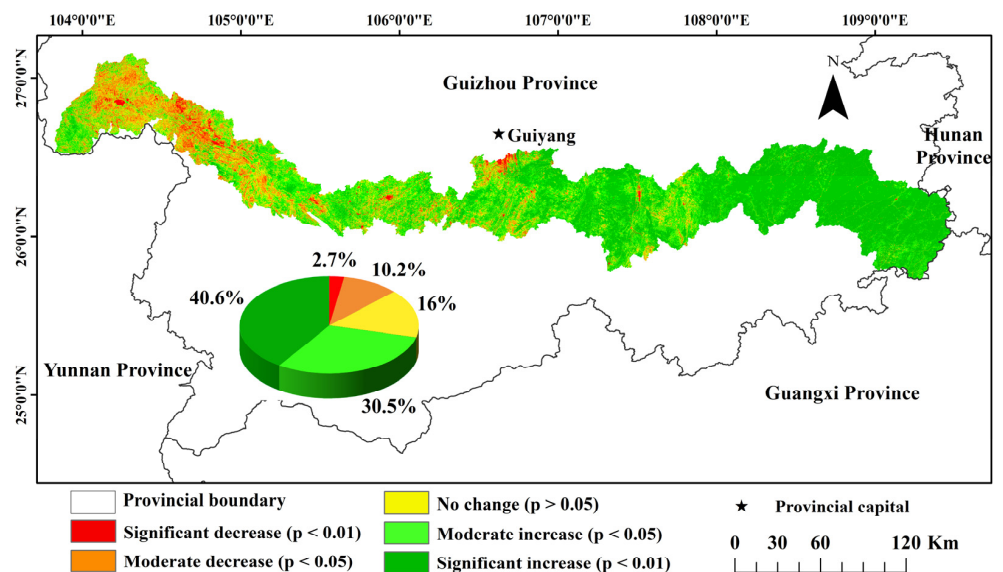 104°0'0"E 105°0'0"E 106°0'0"E 107°0'0"E 108°0'0"E 109°0'0"E
27°0'0"N
26°0'0"N
25°0'0"N
N
Guizhou Province
Guiyang
Hunan
Province
2.7%
10.2%
40.6%
16%
Yunnan Province
30.5%
Guangxi Province
Provincial boundary
Significant decrease (p < 0.01)
Moderate decrease (p < 0.05)
No change (p > 0.05)
Moderate increase (p < 0.05)
Significant increase (p < 0.01)
Provincial capital
0 30 60 120 Km